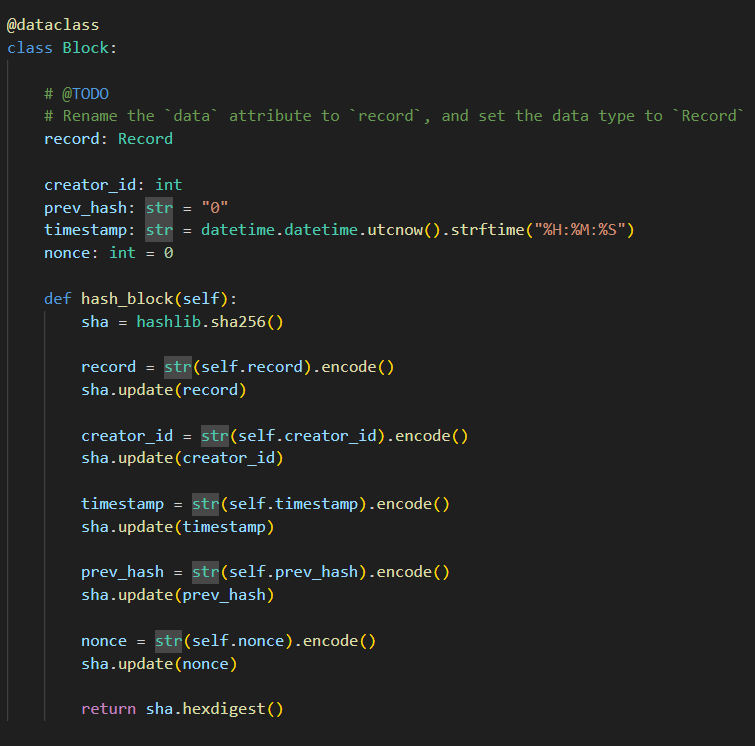 @dataclass
class Block:
# @TODO
# Rename the `data` attribute to `record`, and set the data type to `Record`
record: Record
creator_id: int
prev_hash: str = "0"
timestamp: str = datetime.datetime.utcnow().strftime("%H:%M:%S")
nonce: int = 0
def hash_block(self):
sha = hashlib.sha256()
record = str(self.record).encode()
sha.update(record)
creator_id = str(self.creator_id).encode()
sha.update(creator_id)
timestamp = str(self.timestamp).encode()
sha.update(timestamp)
prev_hash = str(self.prev_hash).encode()
sha.update(prev_hash)
nonce = str(self.nonce).encode()
sha.update(nonce)
return sha.hexdigest()